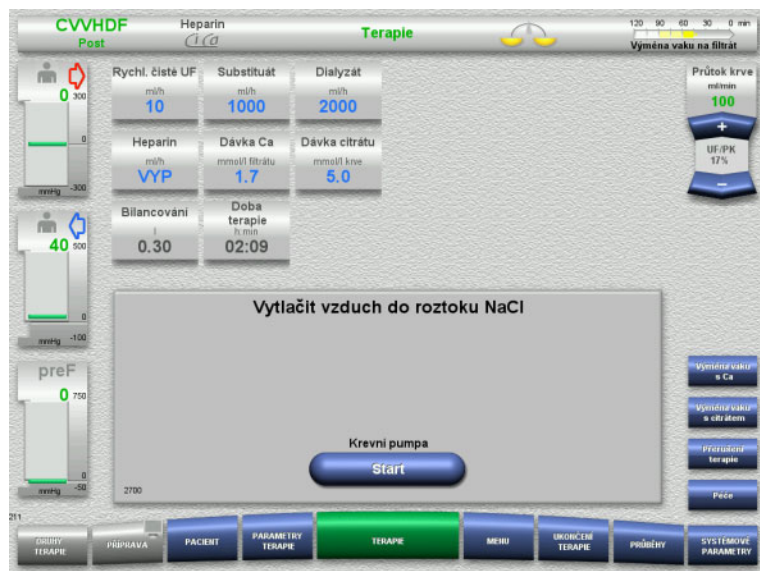 CVVHDF
Post
Heparin
Ci Ca
Terapie
120 90 60 30 0 min
Výměna vaku na filtrát
0
300
0
-300
mmHg
Rychl. čisté UF
ml/h
10
Substituát
ml/h
1000
Dialyzát
ml/h
2000
Průtok krve
ml/min
100
+
UF/PK
17%
−
Heparin
ml/h
VYP
Dávka Ca
mmol/l filtrátu
1.7
Dávka citrátu
mmol/l krve
5.0
Bilancování
l
0.30
Doba
terapie
h:min
02:09
40
500
0
-100
mmHg
Vytlačit vzduch do roztoku NaCl
preF
0
750
0
-50
mmHg
Krevní pumpa
Start
2700
Výměna vaku
s Ca
Výměna vaku
s citrátem
Přerušení
terapie
Péče
211
DRUHY
TERAPIE
PŘÍPRAVA
PACIENT
PARAMETRY
TERAPIE
TERAPIE
MENU
UKONČENÍ
TERAPIE
PRŮBĚHY
SYSTÉMOVÉ
PARAMETRY